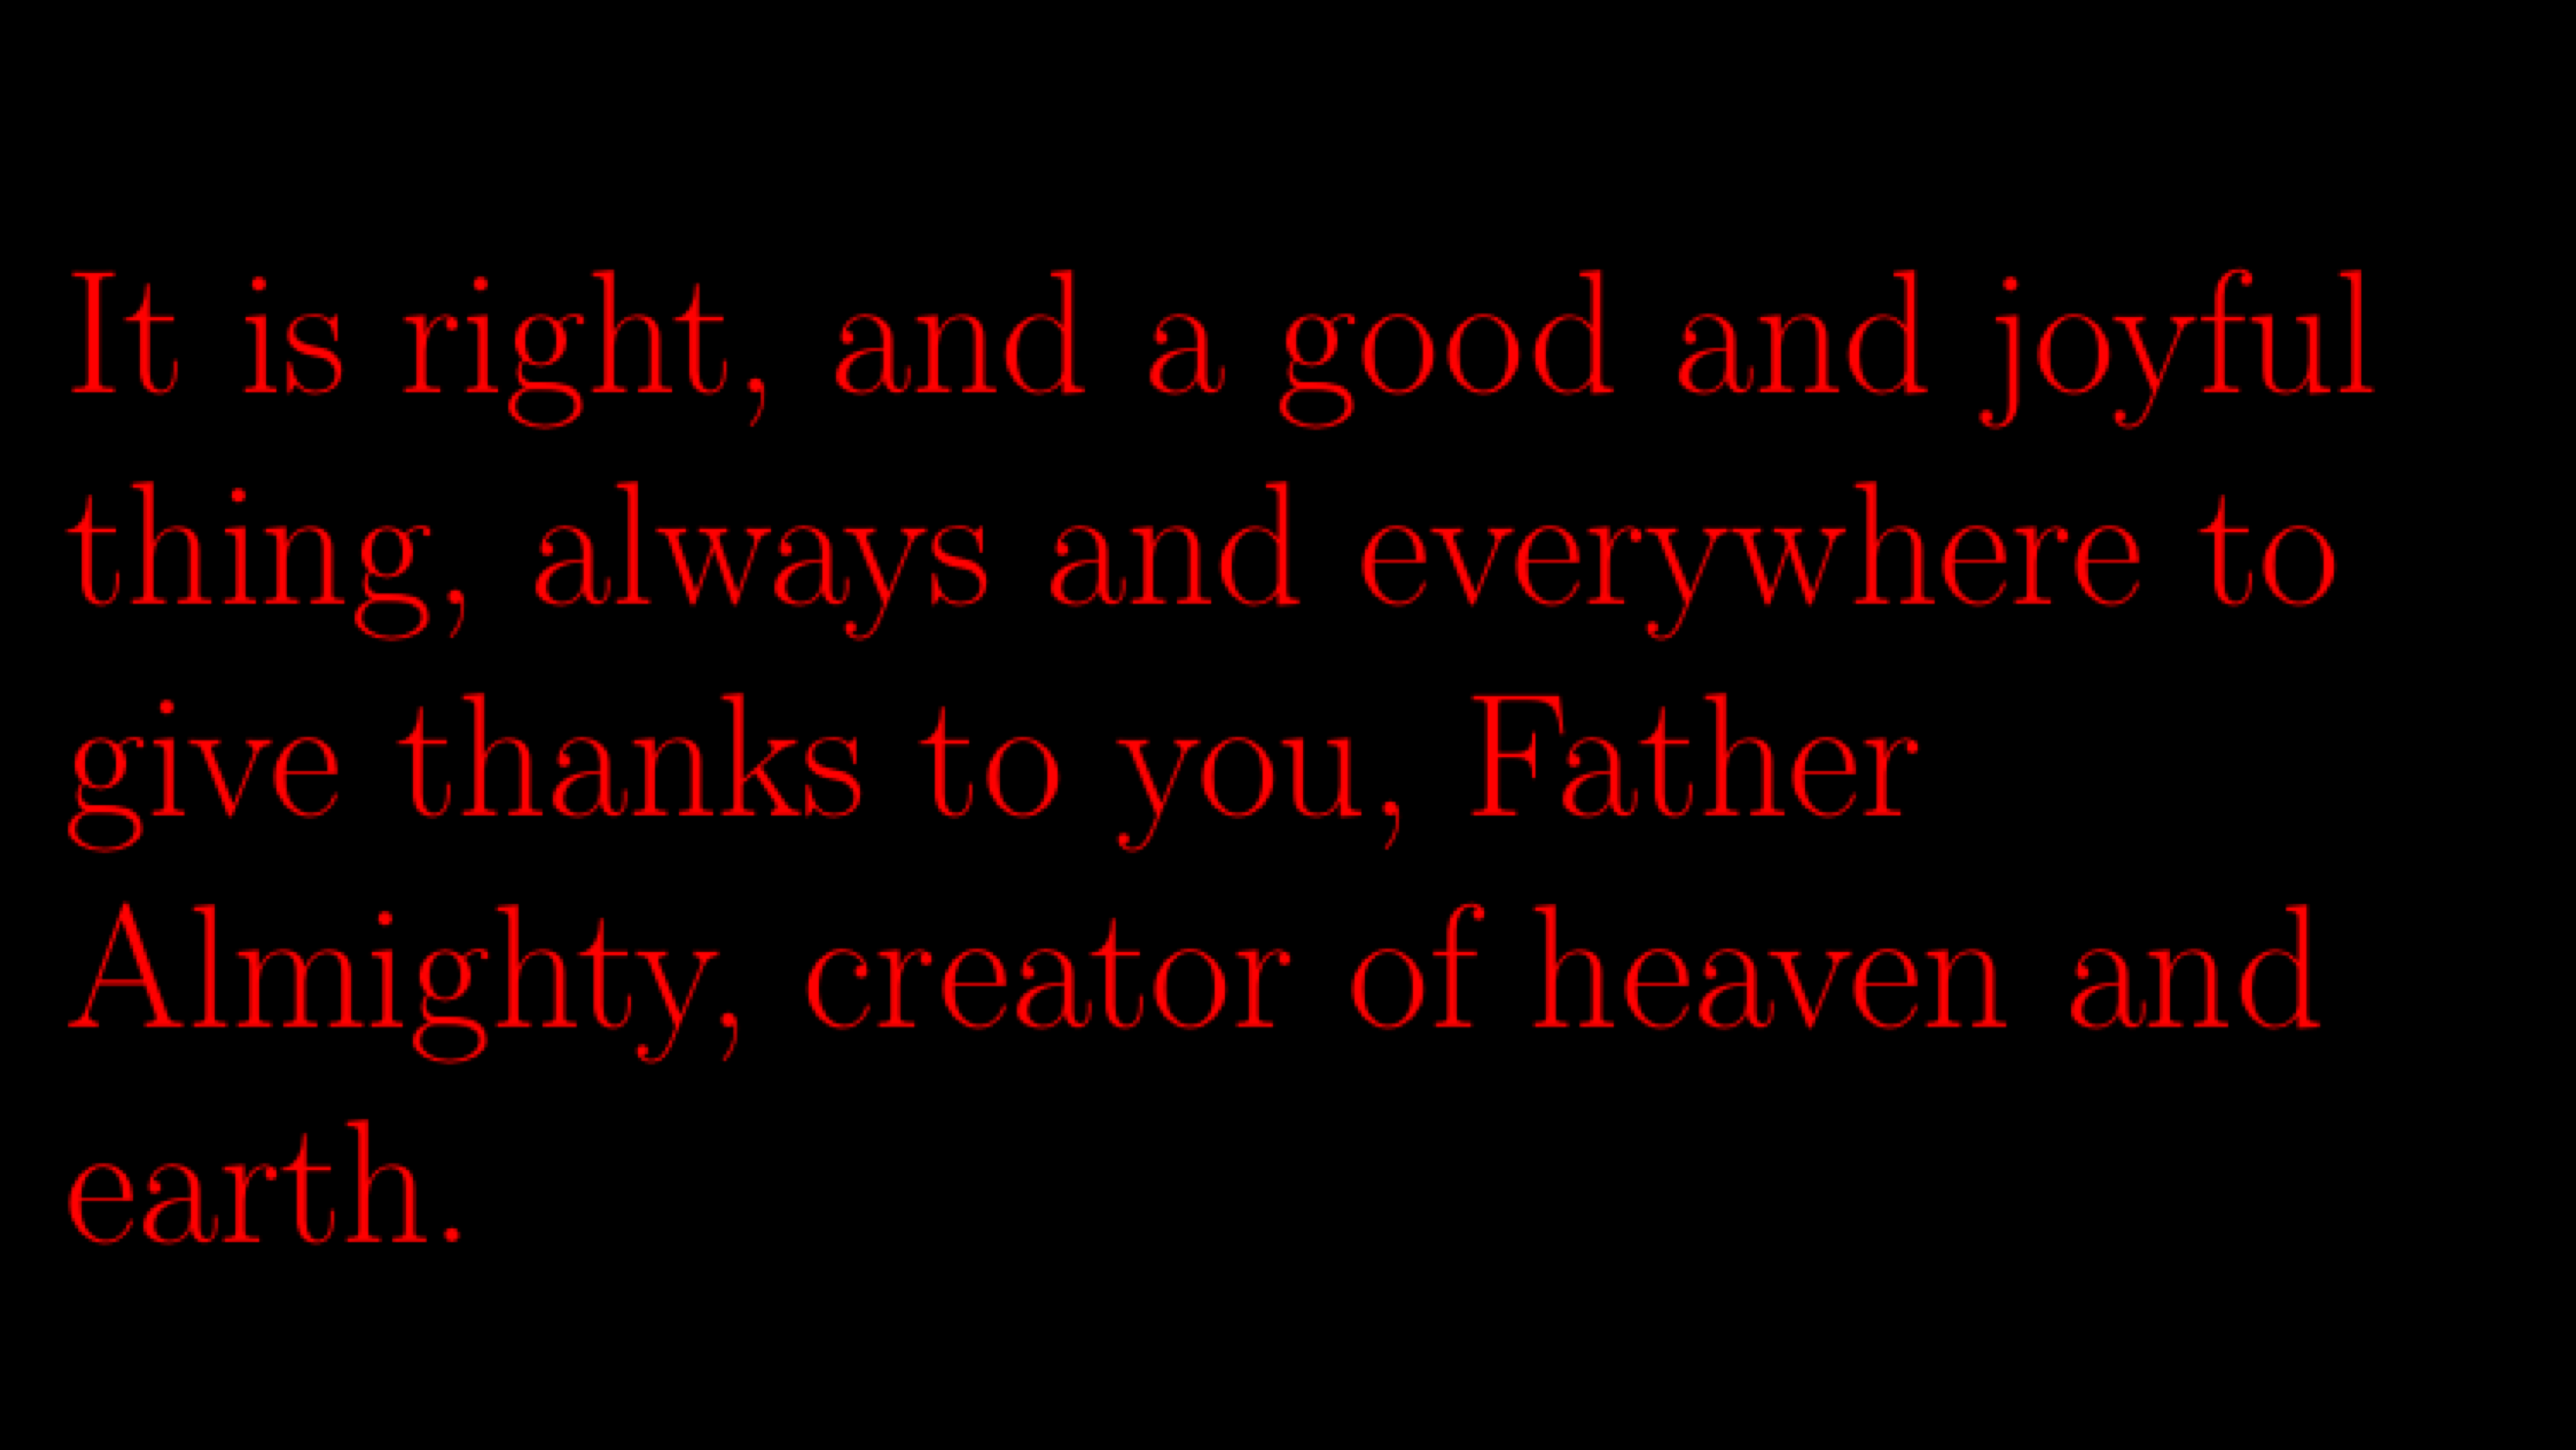 It is right, and a good and joyful
thing, always and everywhere to
give thanks to you, Father
Almighty, creator of heaven and
earth.